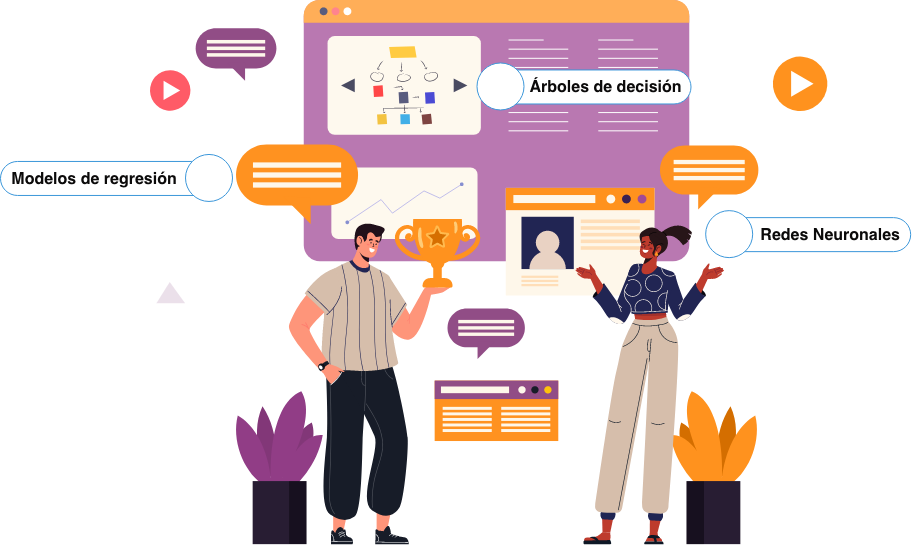 Árboles de decisión
Modelos de regresión
Redes Neuronales